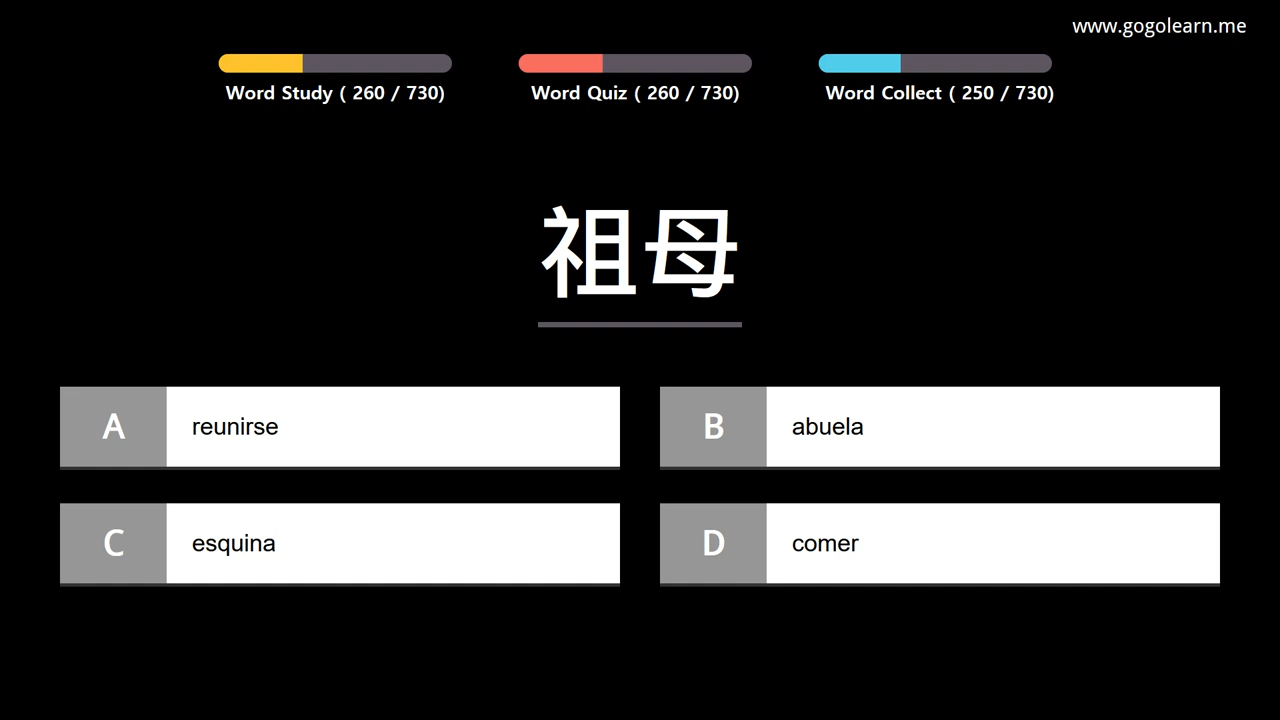 www.gogolearn.me
Word Study ( 260 / 730)
Word Quiz ( 260 / 730)
Word Collect ( 250 / 730)
祖母
A reunirse
B abuela
C esquina
D comer